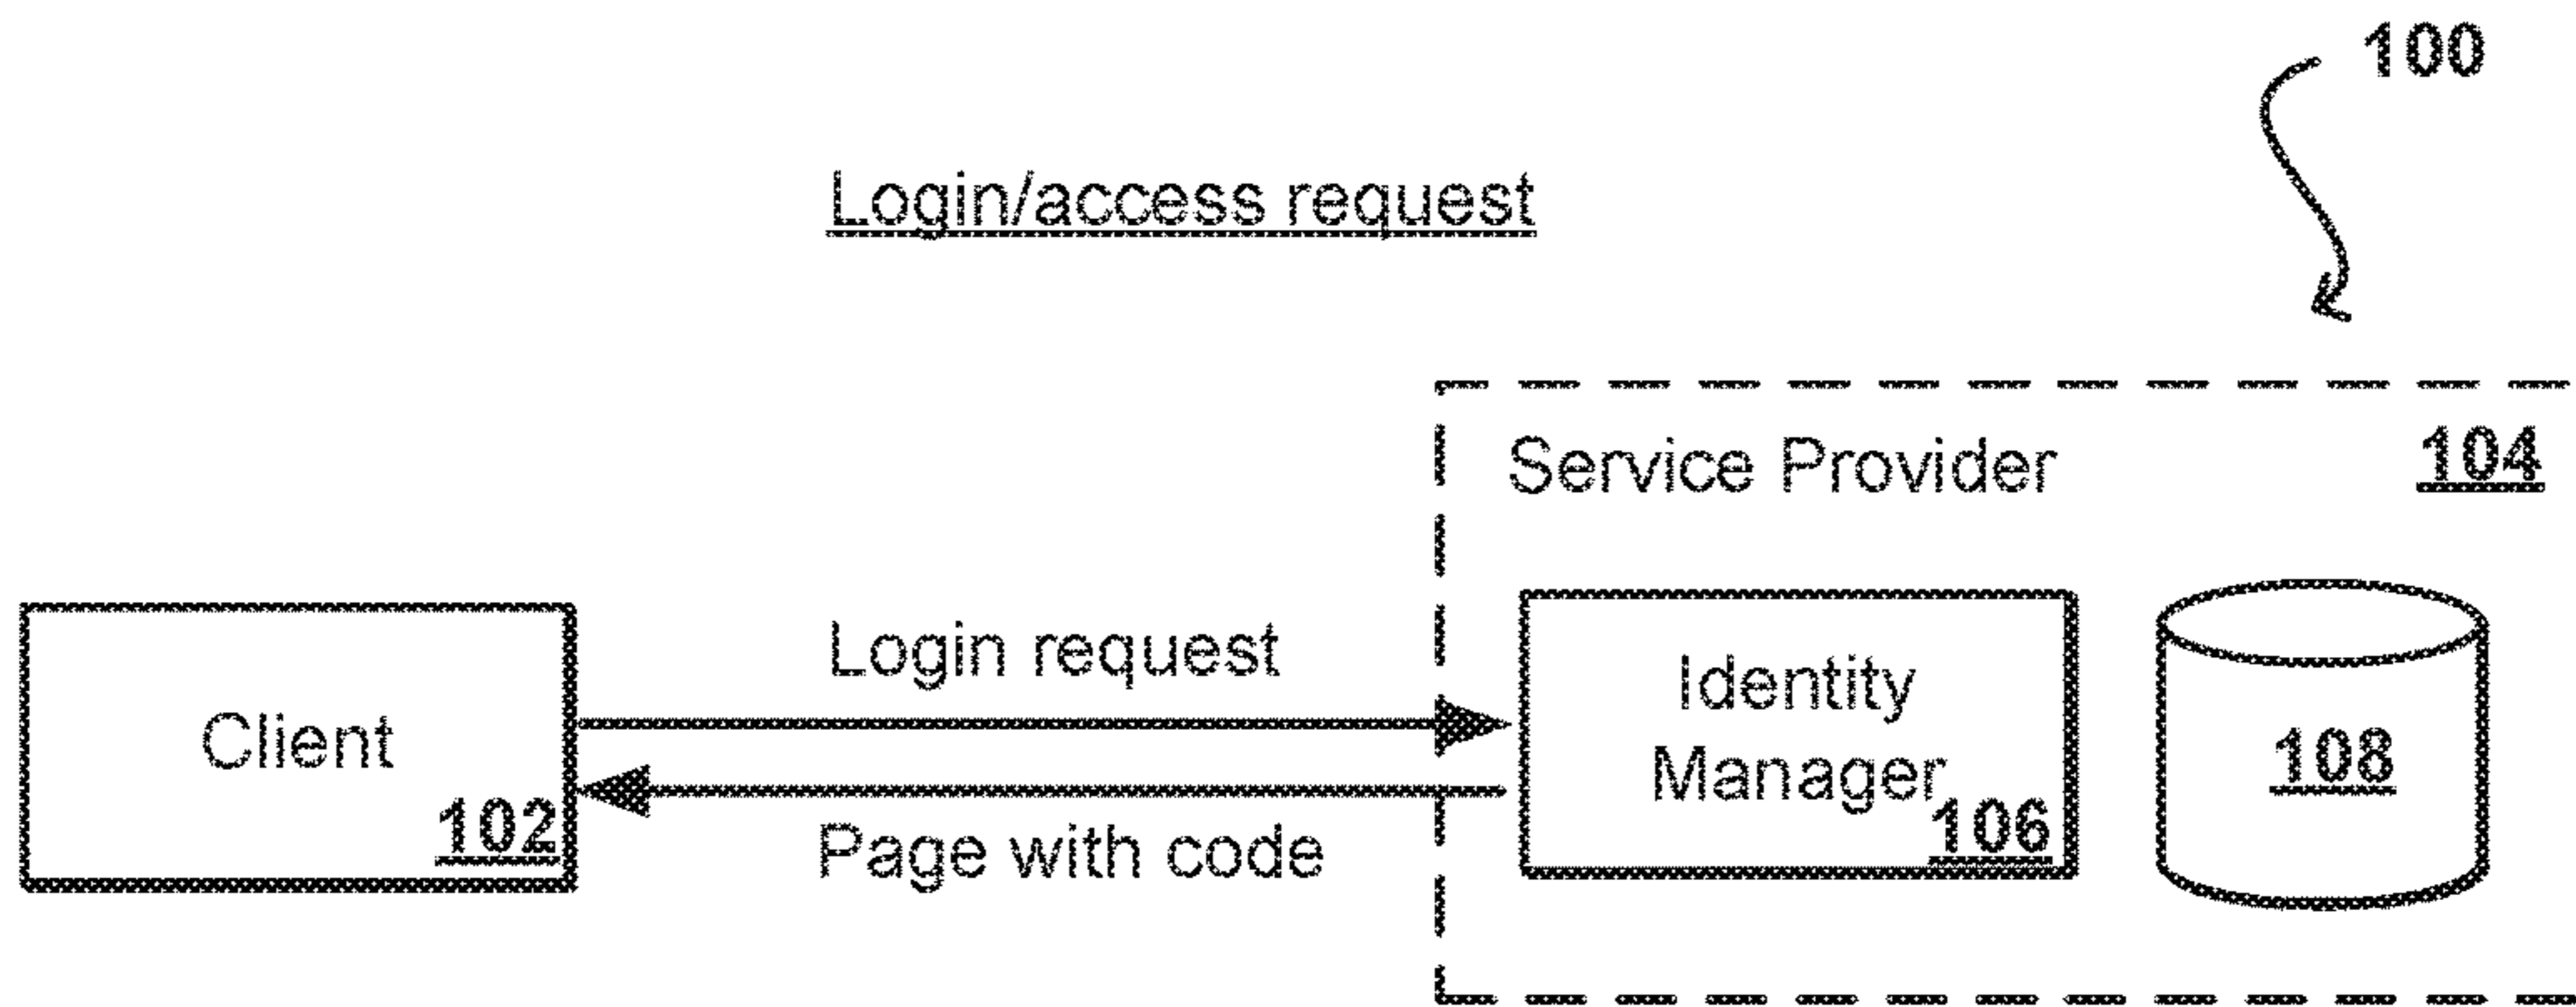 100
Login/access request
Service Provider
104
Login request
Identity
Manager
106
Client
102
Page with code
108